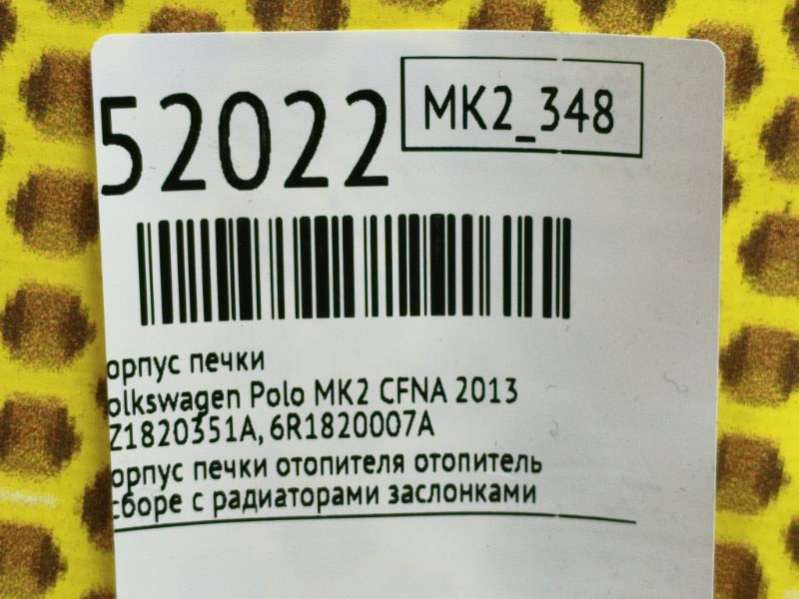 52022
MK2_348
орпус печки
olkswagen Polo MK2 CFNA 2013
Z1820351A, 6R1820007A
орпус печки отопителя отопитель
сборе с радиаторами заслонками